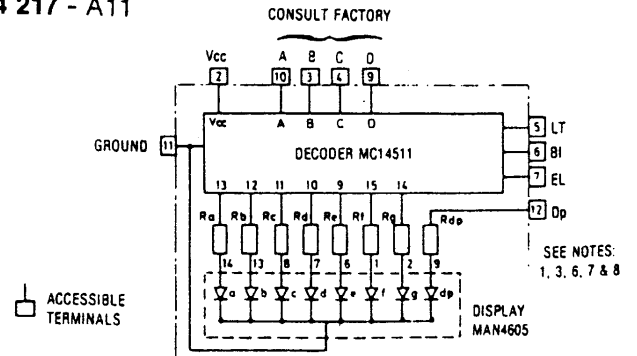 4 217 - A11
CONSULT FACTORY
Vcc A B C D
2 10 3 4 9
Vcc A B C D
GROUND 11
DECODER MC14511
5 LT
6 BI
7 EL
13 12 11 10 9 15 14
12 Dp
Ra Rb Rc Rd Re Rf Rg Rdp
SEE NOTES:
1, 3, 6, 7 & 8
14 13 8 7 6 1 2 9
a b c d e f g dp
ACCESSIBLE
TERMINALS
DISPLAY
MAN4605